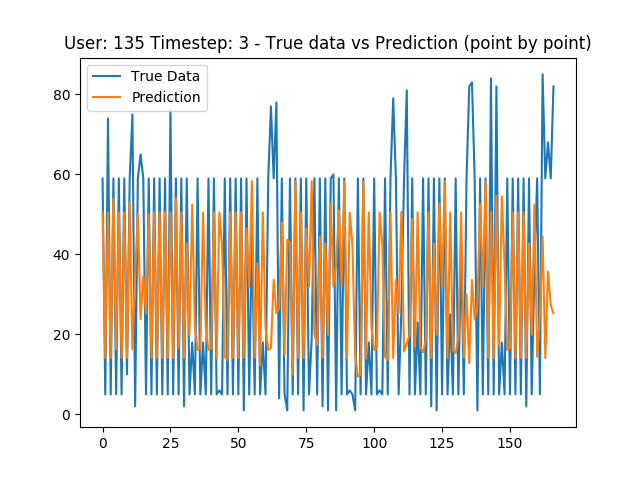 User: 135 Timestep: 3 - True data vs Prediction (point by point)
True Data
Prediction
80
60
40
20
0
0 25 50 75 100 125 150